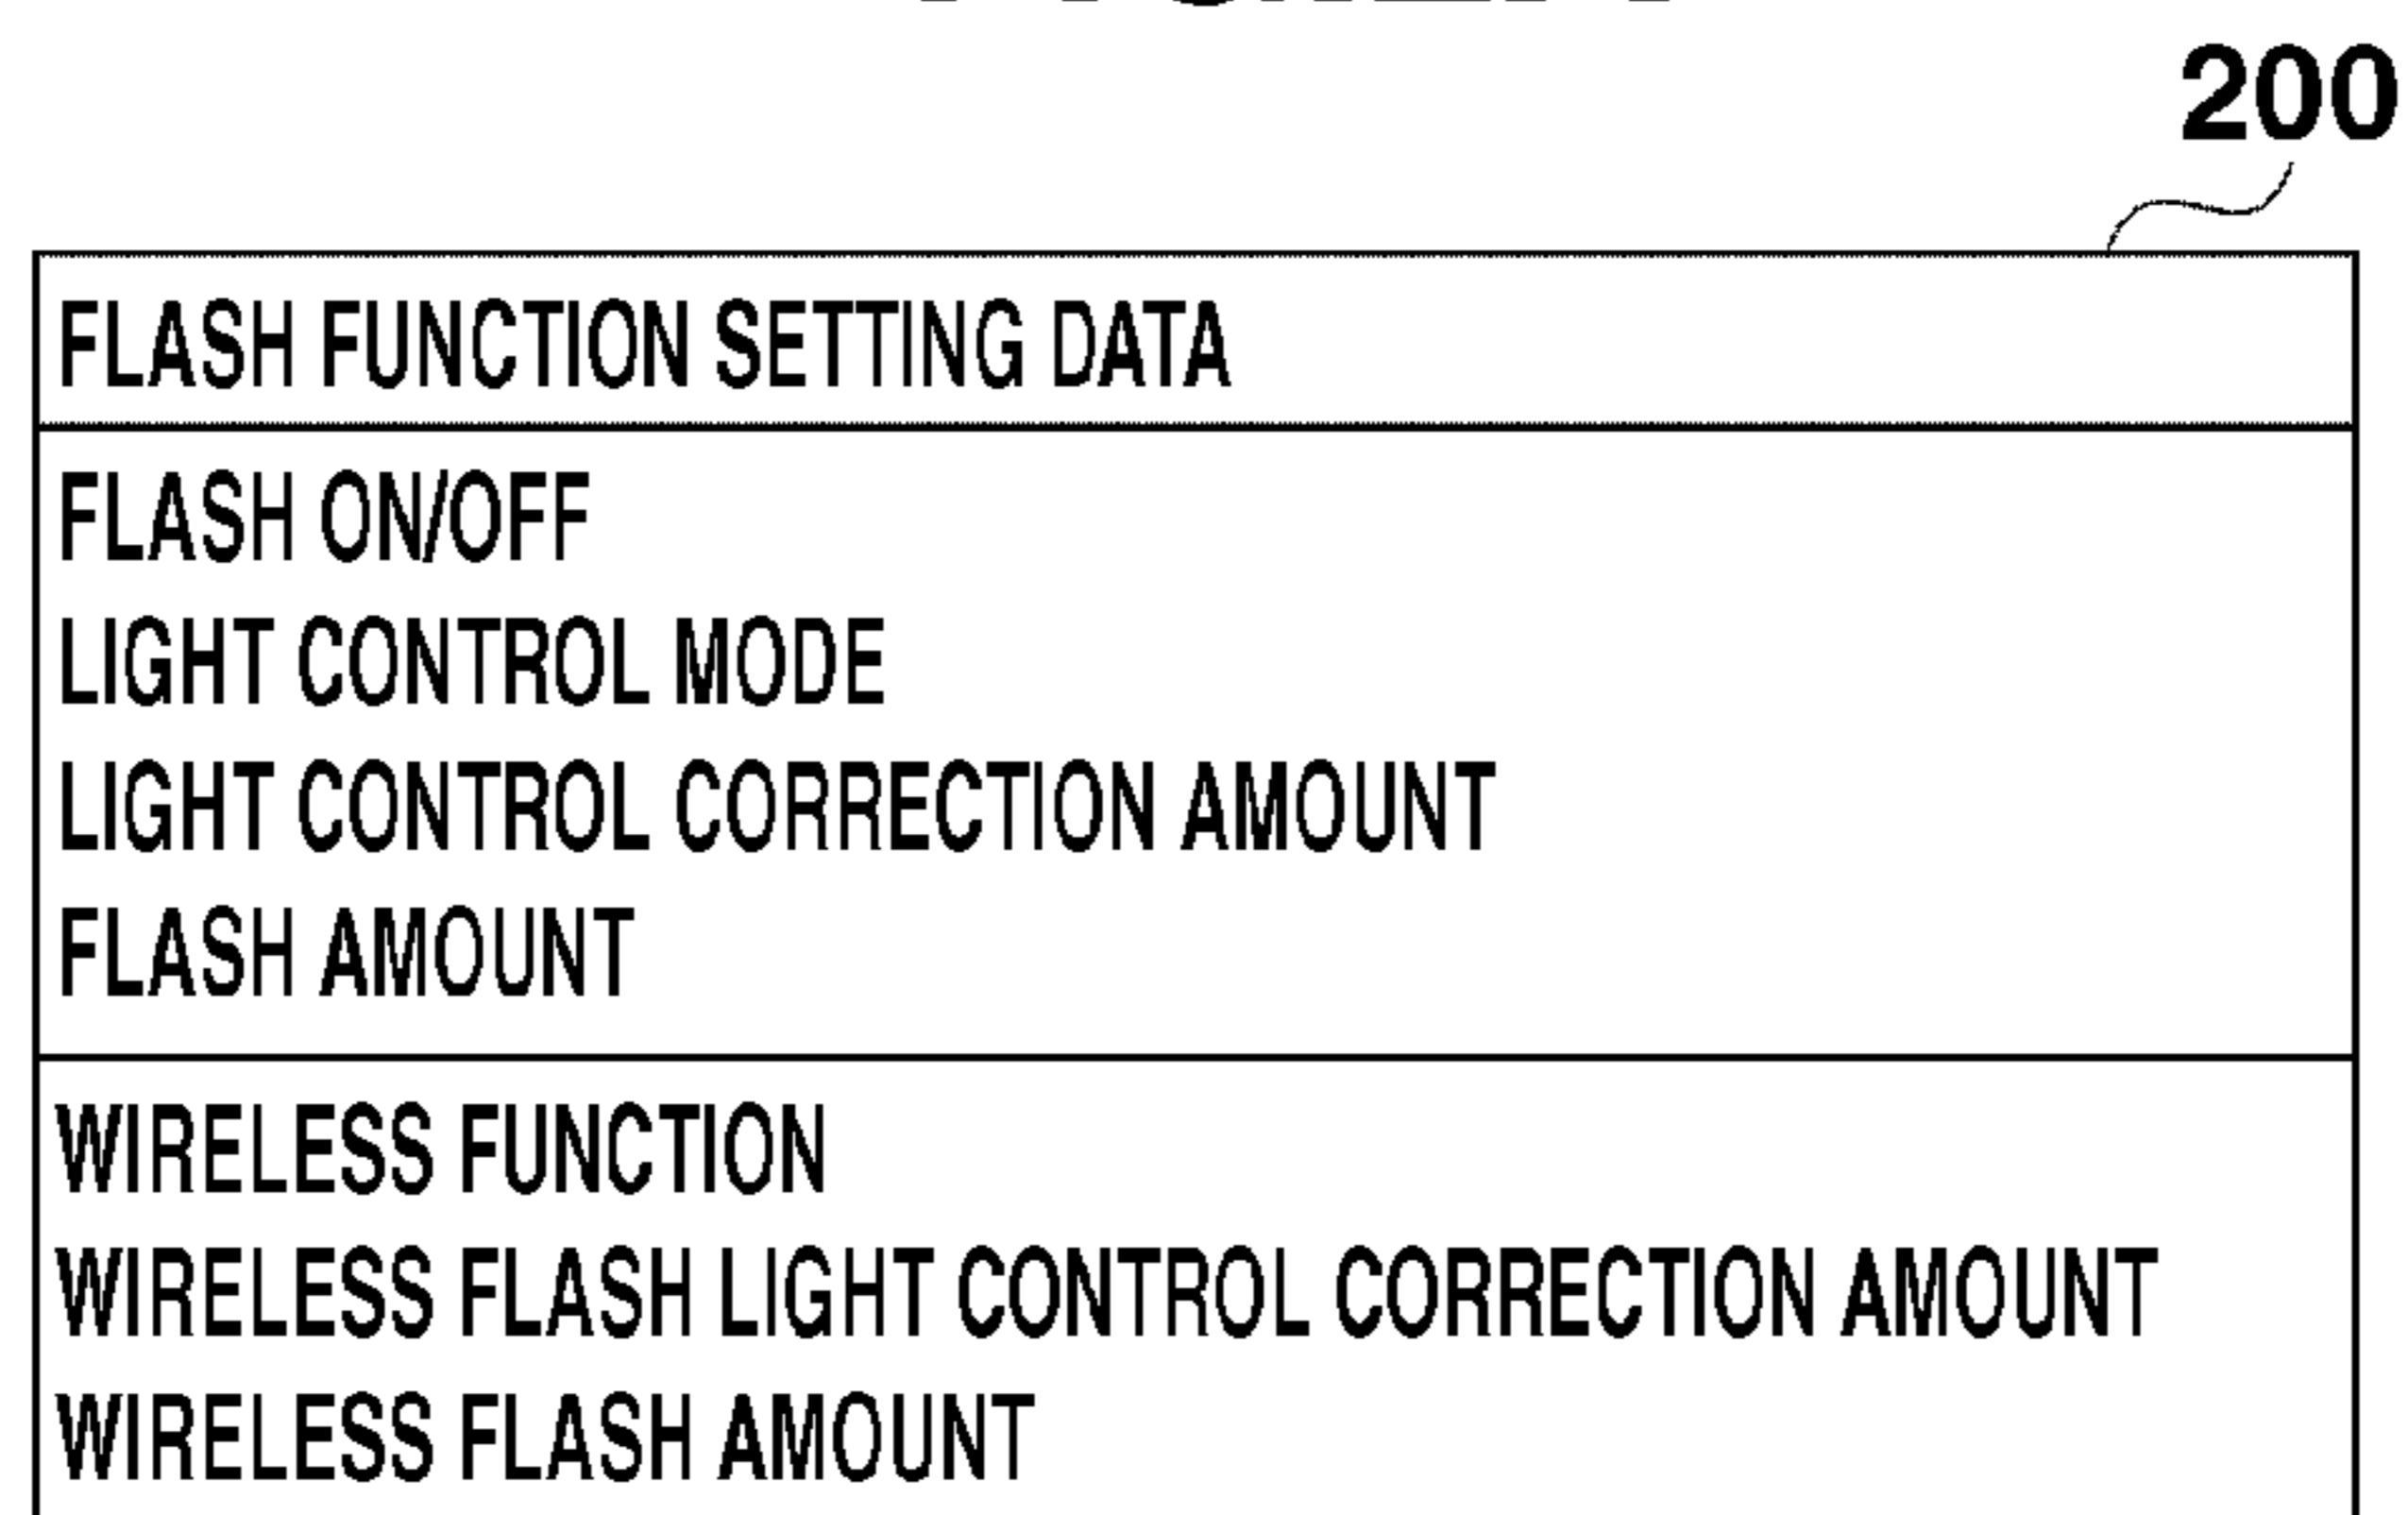 200
FLASH FUNCTION SETTING DATA
FLASH ON/OFF
LIGHT CONTROL MODE
LIGHT CONTROL CORRECTION AMOUNT
FLASH AMOUNT
WIRELESS FUNCTION
WIRELESS FLASH LIGHT CONTROL CORRECTION AMOUNT
WIRELESS FLASH AMOUNT